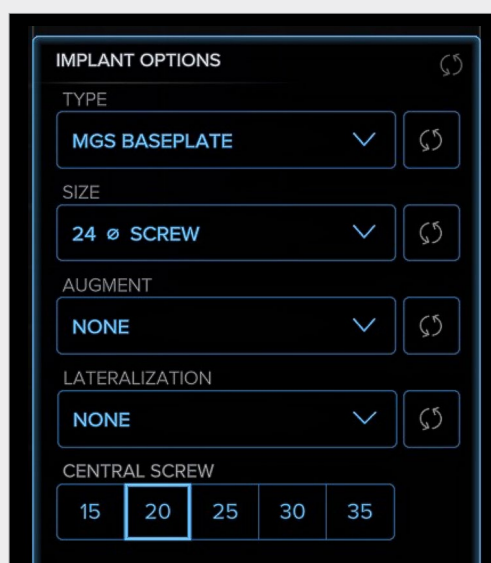 IMPLANT OPTIONS
TYPE
MGS BASEPLATE
SIZE
24 ⌀ SCREW
AUGMENT
NONE
LATERALIZATION
NONE
CENTRAL SCREW
15 20 25 30 35